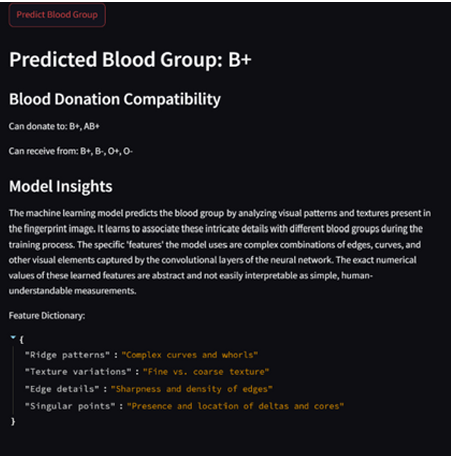 Predict Blood Group
Predicted Blood Group: B+
Blood Donation Compatibility
Can donate to: B+, AB+
Can receive from: B+, B-, O+, O-
Model Insights
The machine learning model predicts the blood group by analyzing visual patterns and textures present in
the fingerprint image. It learns to associate these intricate details with different blood groups during the
training process. The specific 'features' the model uses are complex combinations of edges, curves, and
other visual elements captured by the convolutional layers of the neural network. The exact numerical
values of these learned features are abstract and not easily interpretable as simple, human-
understandable measurements.
Feature Dictionary:
{
"Ridge patterns" : "Complex curves and whorls"
"Texture variations" : "Fine vs. coarse texture"
"Edge details" : "Sharpness and density of edges"
"Singular points" : "Presence and location of deltas and cores"
}